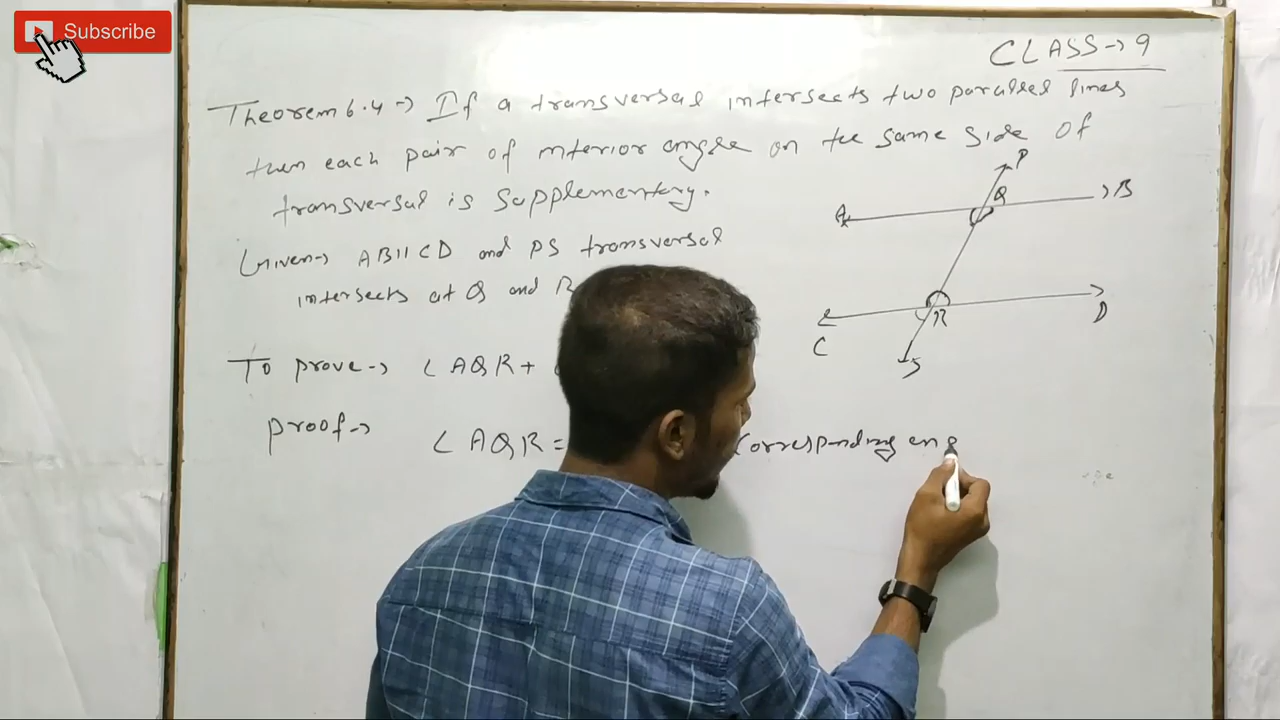 Subscribe
CLASS→ 9
Theorem 6.4 → If a transversal intersects two parallel lines
then each pair of interior angle on the same side of
transversal is supplementary.
P
A
Q
B
Given→ AB||CD and PS transversal
intersects at Q and R
C
R
D
S
To prove→ ∠AQR +
proof→
∠AQR = Corresponding ang